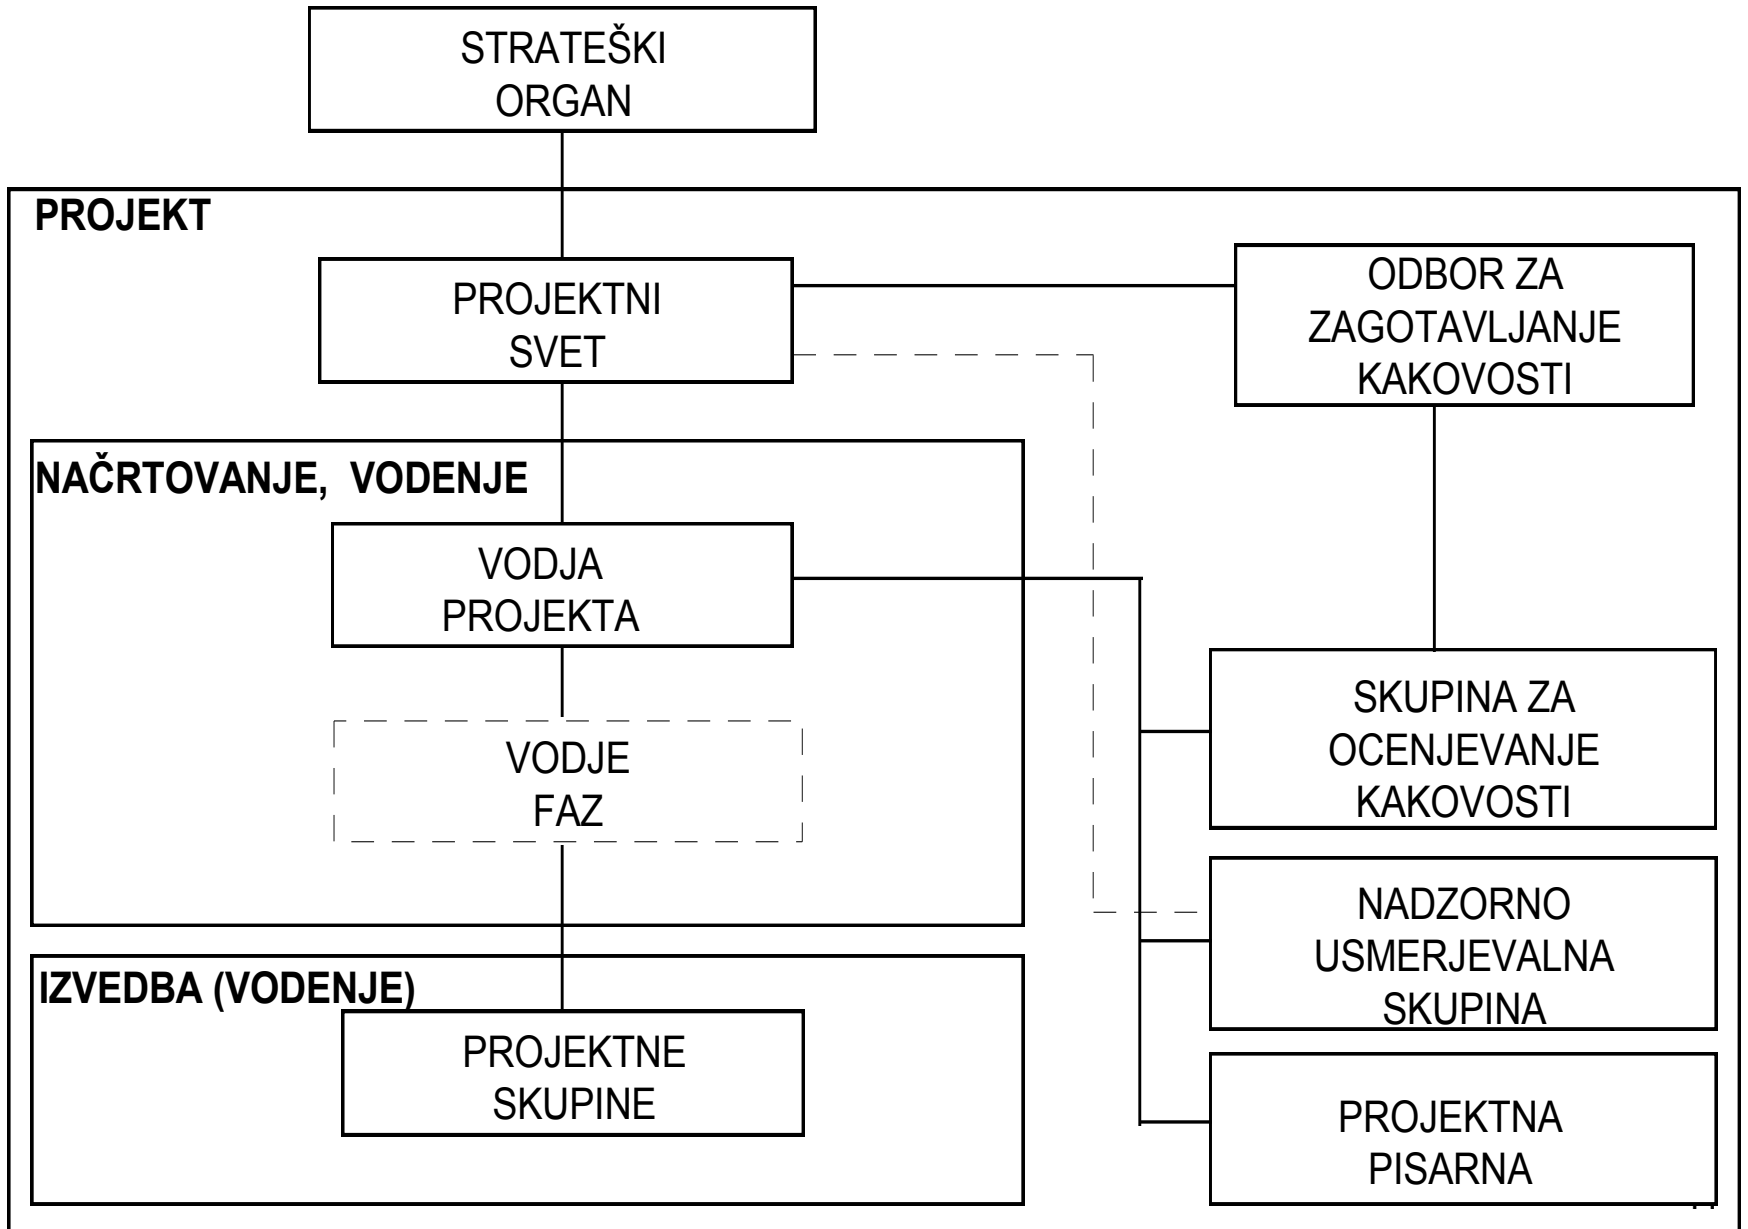 STRATEŠKI
ORGAN
PROJEKT
PROJEKTNI
SVET
ODBOR ZA
ZAGOTAVLJANJE
KAKOVOSTI
NAČRTOVANJE, VODENJE
VODJA
PROJEKTA
VODJE
FAZ
SKUPINA ZA
OCENJEVANJE
KAKOVOSTI
NADZORNO
USMERJEVALNA
SKUPINA
IZVEDBA (VODENJE)
PROJEKTNE
SKUPINE
PROJEKTNA
PISARNA